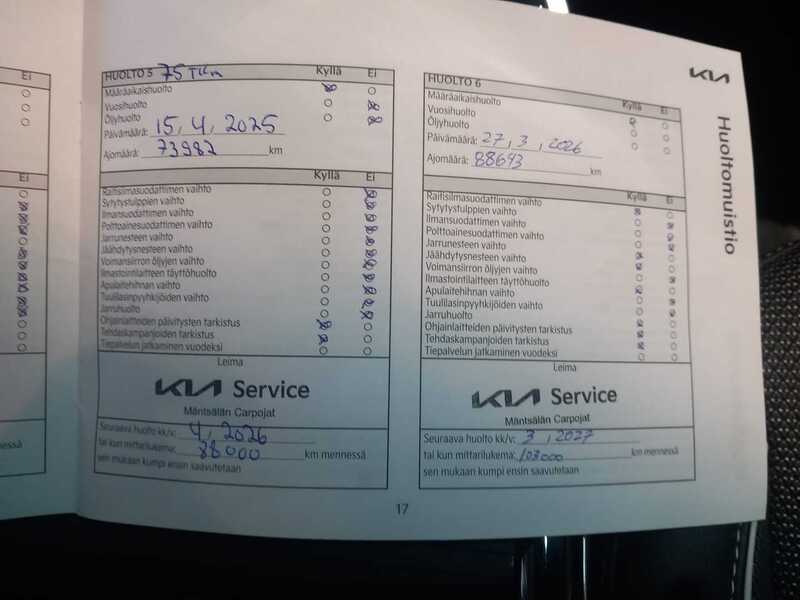 Ei
Ei
nnessä
HUOLTO 5 75 TKm Kyllä Ei
Määräaikaishuolto
Vuosihuolto
Öljyhuolto
Päivämäärä: 15, 4, 2025
Ajomäärä: 73982 km
Kyllä Ei
Raitisilmasuodattimen vaihto
Sytytystulppien vaihto
Ilmansuodattimen vaihto
Polttoainesuodattimen vaihto
Jarrunesteen vaihto
Jäähdytysnesteen vaihto
Voimansiirron öljyjen vaihto
Ilmastointilaitteen täyttöhuolto
Apulaitehihnan vaihto
Tuulilasinpyyhkijöiden vaihto
Jarruhuolto
Ohjainlaitteiden päivitysten tarkistus
Tehdaskampanjoiden tarkistus
Tiepalvelun jatkaminen vuodeksi
Leima
KIA Service
Mäntsälän Carpojat
Seuraava huolto kk/v: 4, 2026
tai kun mittarilukema: 88000 km mennessä
sen mukaan kumpi ensin saavutetaan
17
HUOLTO 6 Kyllä Ei
Määräaikaishuolto
Vuosihuolto
Öljyhuolto
Päivämäärä: 27, 3, 2026
Ajomäärä: 88643 km
Kyllä Ei
Raitisilmasuodattimen vaihto
Sytytystulppien vaihto
Ilmansuodattimen vaihto
Polttoainesuodattimen vaihto
Jarrunesteen vaihto
Jäähdytysnesteen vaihto
Voimansiirron öljyjen vaihto
Ilmastointilaitteen täyttöhuolto
Apulaitehihnan vaihto
Tuulilasinpyyhkijöiden vaihto
Jarruhuolto
Ohjainlaitteiden päivitysten tarkistus
Tehdaskampanjoiden tarkistus
Tiepalvelun jatkaminen vuodeksi
Leima
KIA Service
Mäntsälän Carpojat
Seuraava huolto kk/v: 3, 2027
tai kun mittarilukema: 103000 km mennessä
sen mukaan kumpi ensin saavutetaan
KIA
Huoltomuistio